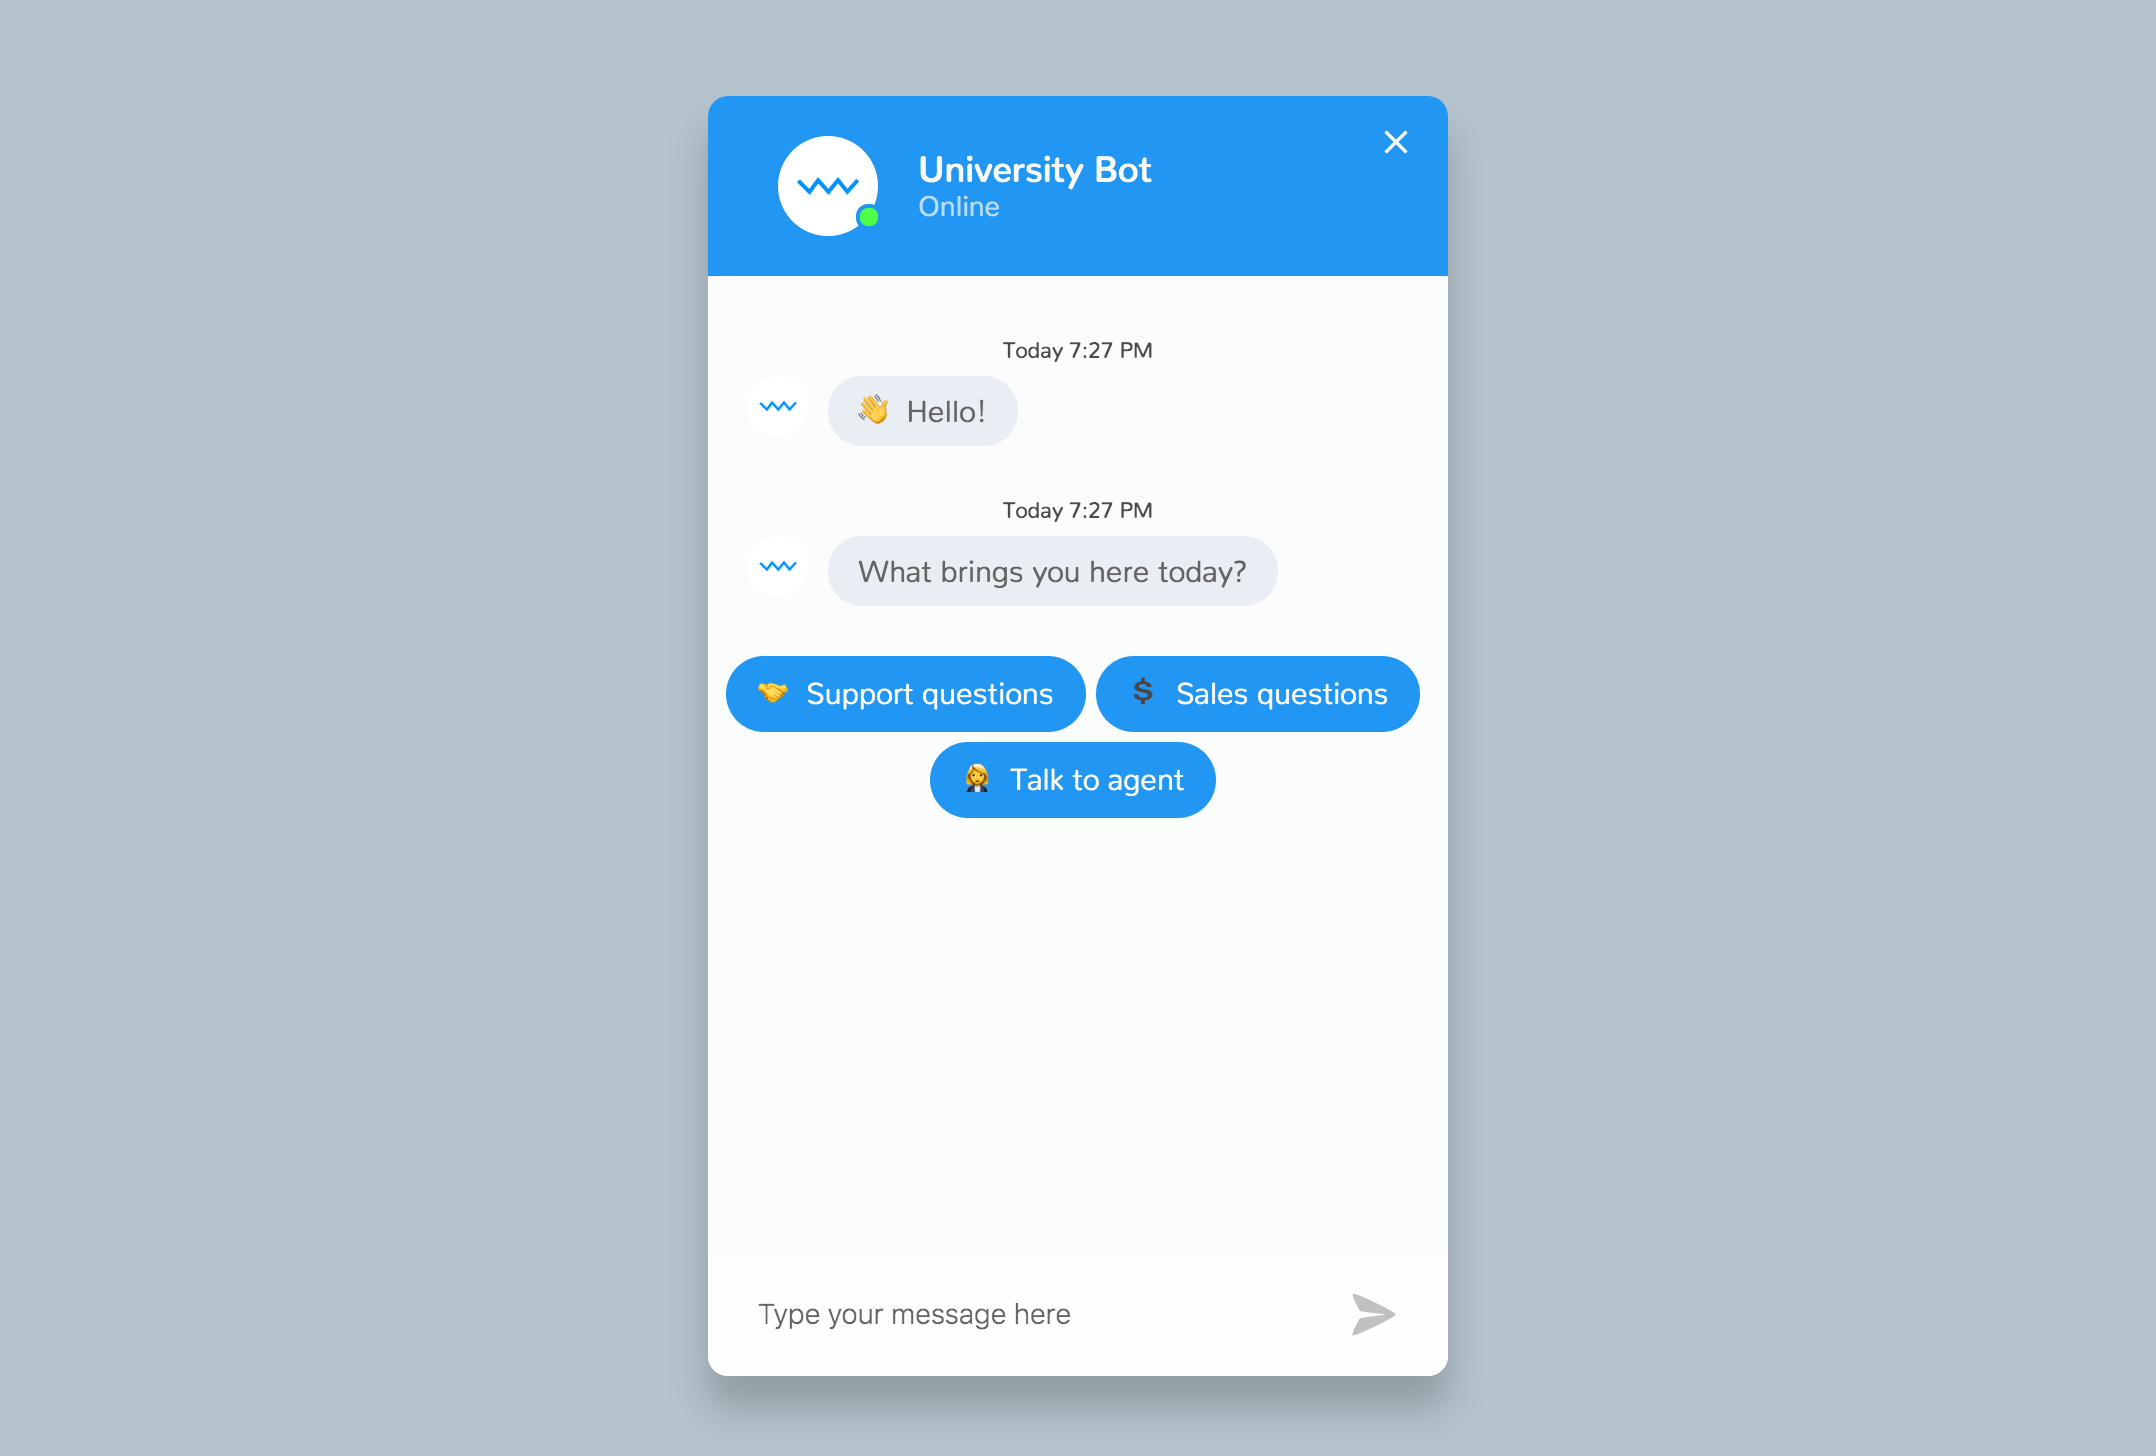 University Bot
Online
Today 7:27 PM
👋 Hello!
Today 7:27 PM
What brings you here today?
🤝 Support questions
💲 Sales questions
👩‍💼 Talk to agent
Type your message here